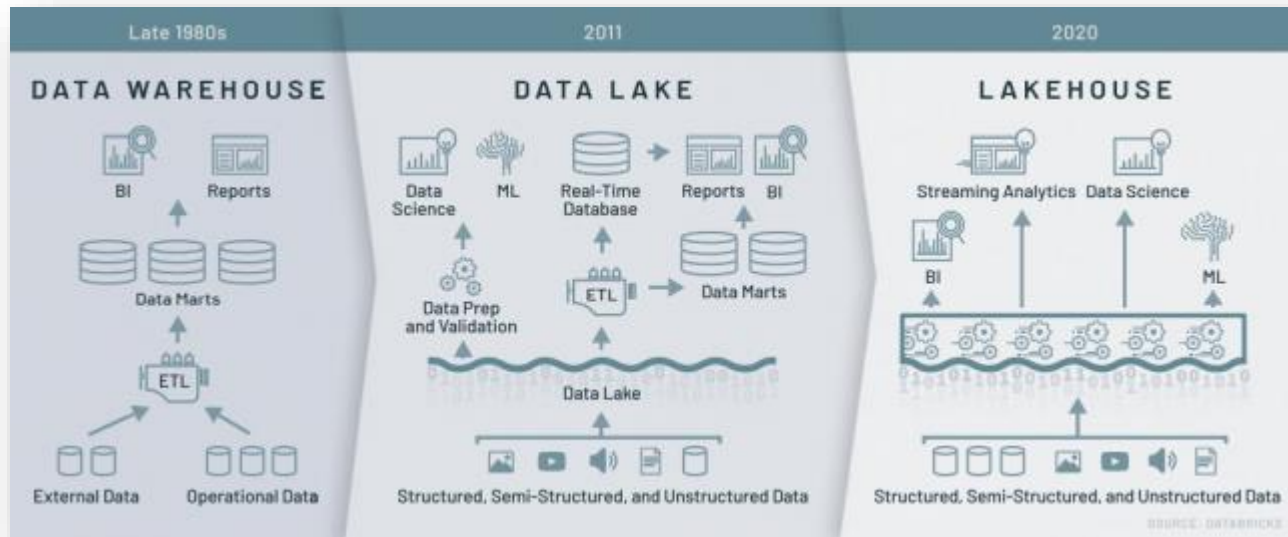 Late 1980s
DATA WAREHOUSE
BI
Reports
Data Marts
ETL
External Data
Operational Data
2011
DATA LAKE
Data
Science
ML
Real-Time
Database
Reports
BI
Data Prep
and Validation
ETL
Data Marts
Data Lake
Structured, Semi-Structured, and Unstructured Data
2020
LAKEHOUSE
Streaming Analytics
Data Science
BI
ML
Structured, Semi-Structured, and Unstructured Data
SOURCE: DATABRICKS